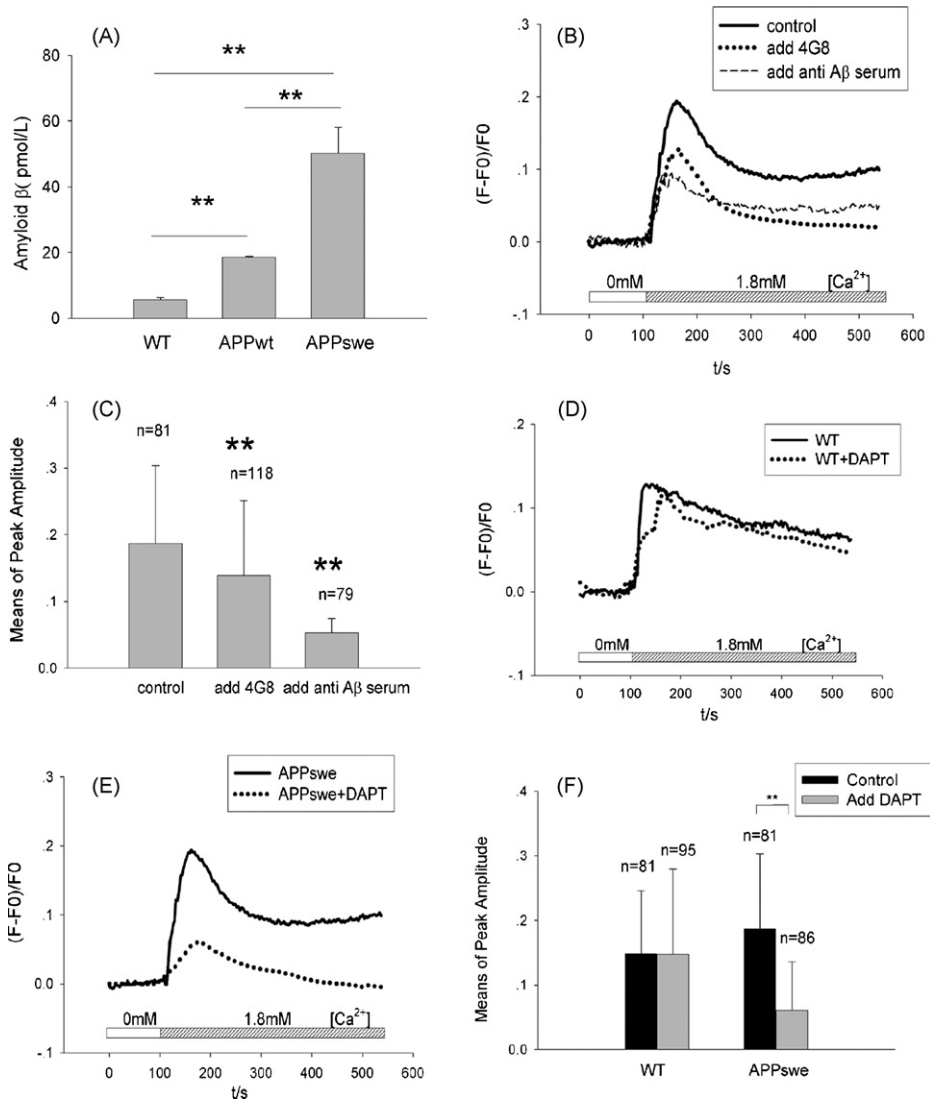 (A)
80
60
40
20
0
Amyloid β( pmol/L)
**
**
**
WT APPwt APPswe
(B)
control
add 4G8
add anti Aβ serum
.2
.1
0.0
-.1
(F-F0)/F0
0mM 1.8mM [Ca2+]
0 100 200 300 400 500 600
t/s
(C)
.4
.3
.2
.1
0.0
Means of Peak Amplitude
n=81
**
n=118
**
n=79
control add 4G8 add anti Aβ serum
(D)
WT
WT+DAPT
.2
.1
0.0
-.1
(F-F0)/F0
0mM 1.8mM [Ca2+]
0 100 200 300 400 500 600
t/s
(E)
APPswe
APPswe+DAPT
.3
.2
.1
0.0
-.1
(F-F0)/F0
0mM 1.8mM [Ca2+]
0 100 200 300 400 500 600
t/s
(F)
Control
Add DAPT
.4
.3
.2
.1
0.0
Means of Peak Amplitude
n=81 n=95
**
n=81
n=86
WT APPswe